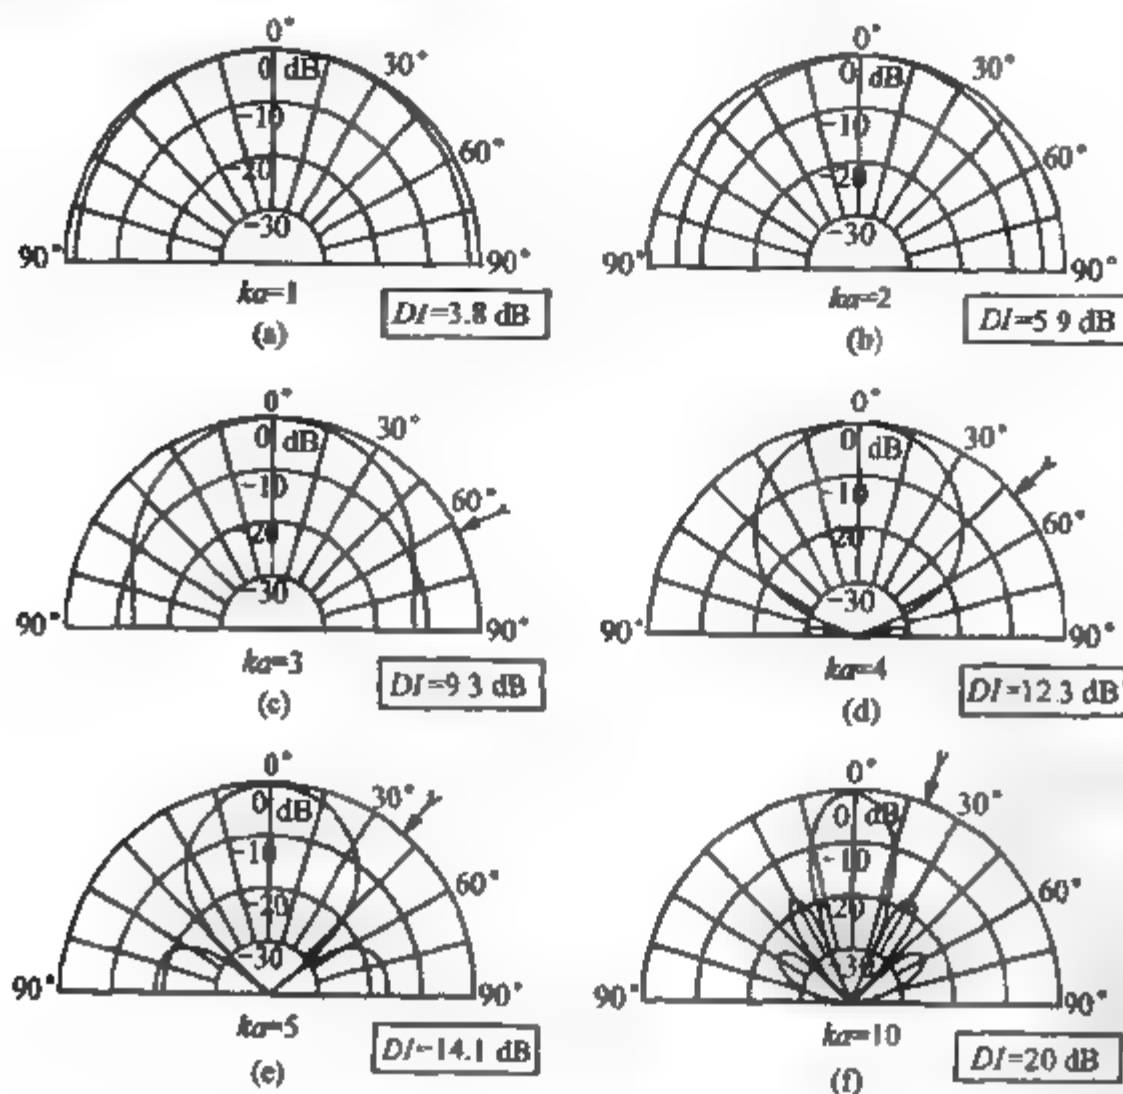 0°
0 dB 30°
-10
-20 60°
-30
90° 90°
ka=1
DI=3.8 dB
(a)
0°
0 dB 30°
-10
-20 60°
-30
90° 90°
ka=2
DI=5 9 dB
(b)
0°
0 dB 30°
-10
60°
20
-30
90° 90°
ka=3
DI=9 3 dB
(c)
0°
0 dB 30°
-10
20 60°
-30
90° 90°
ka=4
DI=12.3 dB
(d)
0°
0 dB 30°
-10
-20 60°
-30
90° 90°
ka=5
DI=14.1 dB
(e)
0°
0 dB 30°
-10
20 60°
90° 90°
ka=10
DI=20 dB
(f)